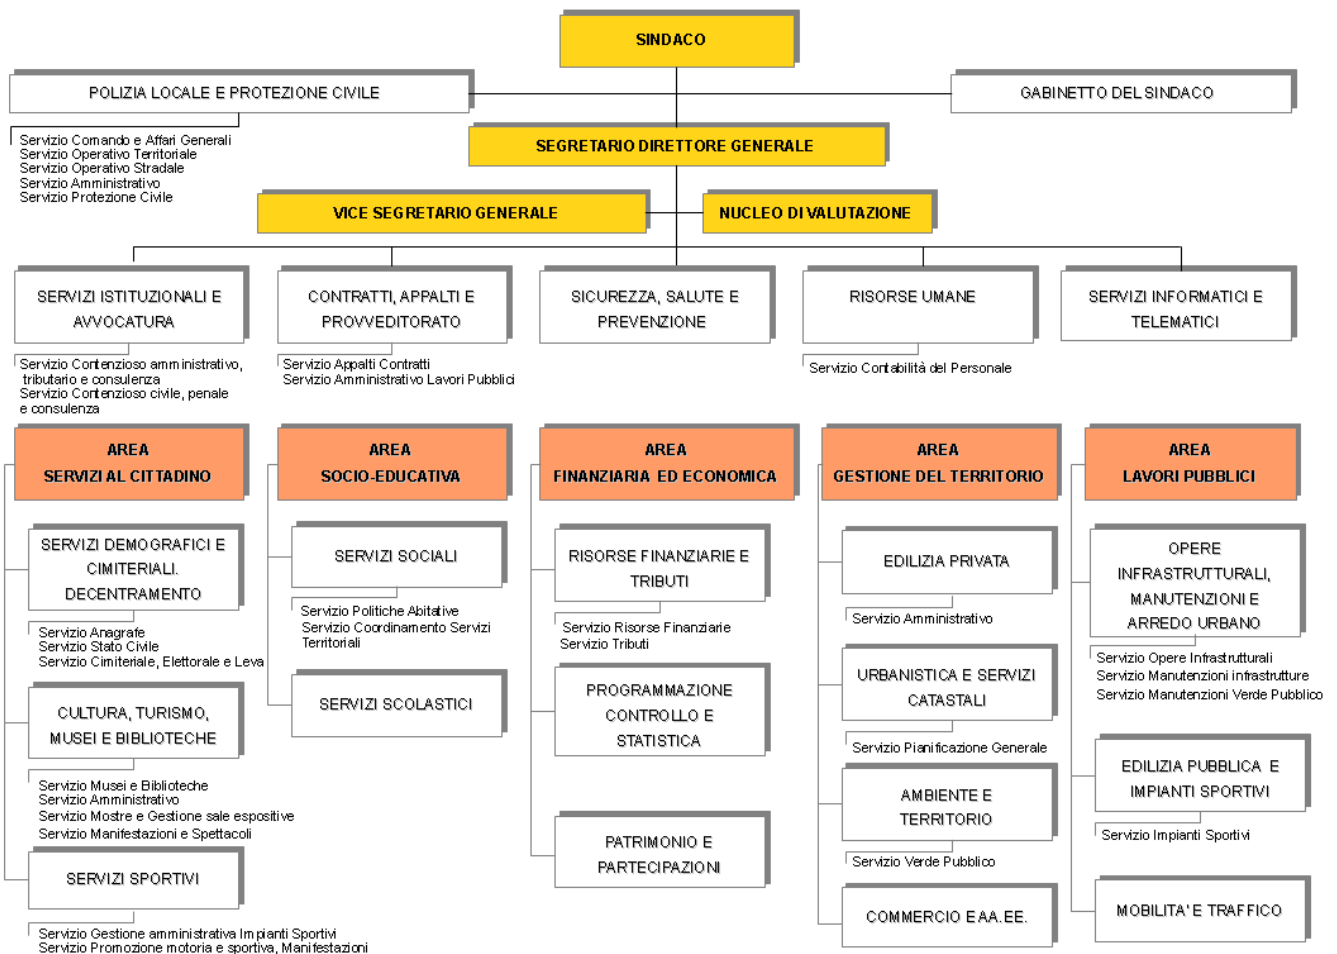 SINDACO
POLIZIA LOCALE E PROTEZIONE CIVILE
GABINETTO DEL SINDACO
Servizio Comando e Affari Generali
Servizio Operativo Territoriale
Servizio Operativo Stradale
Servizio Amministrativo
Servizio Protezione Civile
SEGRETARIO DIRETTORE GENERALE
VICE SEGRETARIO GENERALE
NUCLEO DI VALUTAZIONE
SERVIZI ISTITUZIONALI E
AVVOCATURA
Servizio Contenzioso amministrativo,
tributario e consulenza
Servizio Contenzioso civile, penale
e consulenza
CONTRATTI, APPALTI E
PROVVEDITORATO
Servizio Appalti Contratti
Servizio Amministrativo Lavori Pubblici
SICUREZZA, SALUTE E
PREVENZIONE
RISORSE UMANE
Servizio Contabilità del Personale
SERVIZI INFORMATICI E
TELEMATICI
AREA
SERVIZI AL CITTADINO
SERVIZI DEMOGRAFICI E
CIMITERIALI.
DECENTRAMENTO
Servizio Anagrafe
Servizio Stato Civile
Servizio Cimiteriale, Elettorale e Leva
CULTURA, TURISMO,
MUSEI E BIBLIOTECHE
Servizio Musei e Biblioteche
Servizio Amministrativo
Servizio Mostre e Gestione sale espositive
Servizio Manifestazioni e Spettacoli
SERVIZI SPORTIVI
Servizio Gestione amministrativa Impianti Sportivi
Servizio Promozione motoria e sportiva, Manifestazioni
AREA
SOCIO-EDUCATIVA
SERVIZI SOCIALI
Servizio Politiche Abitative
Servizio Coordinamento Servizi
Territoriali
SERVIZI SCOLASTICI
AREA
FINANZIARIA ED ECONOMICA
RISORSE FINANZIARIE E
TRIBUTI
Servizio Risorse Finanziarie
Servizio Tributi
PROGRAMMAZIONE
CONTROLLO E
STATISTICA
PATRIMONIO E
PARTECIPAZIONI
AREA
GESTIONE DEL TERRITORIO
EDILIZIA PRIVATA
Servizio Amministrativo
URBANISTICA E SERVIZI
CATASTALI
Servizio Pianificazione Generale
AMBIENTE E
TERRITORIO
Servizio Verde Pubblico
COMMERCIO E AA.EE.
AREA
LAVORI PUBBLICI
OPERE
INFRASTRUTTURALI,
MANUTENZIONI E
ARREDO URBANO
Servizio Opere Infrastrutturali
Servizio Manutenzioni infrastrutture
Servizio Manutenzioni Verde Pubblico
EDILIZIA PUBBLICA E
IMPIANTI SPORTIVI
Servizio Impianti Sportivi
MOBILITA' E TRAFFICO